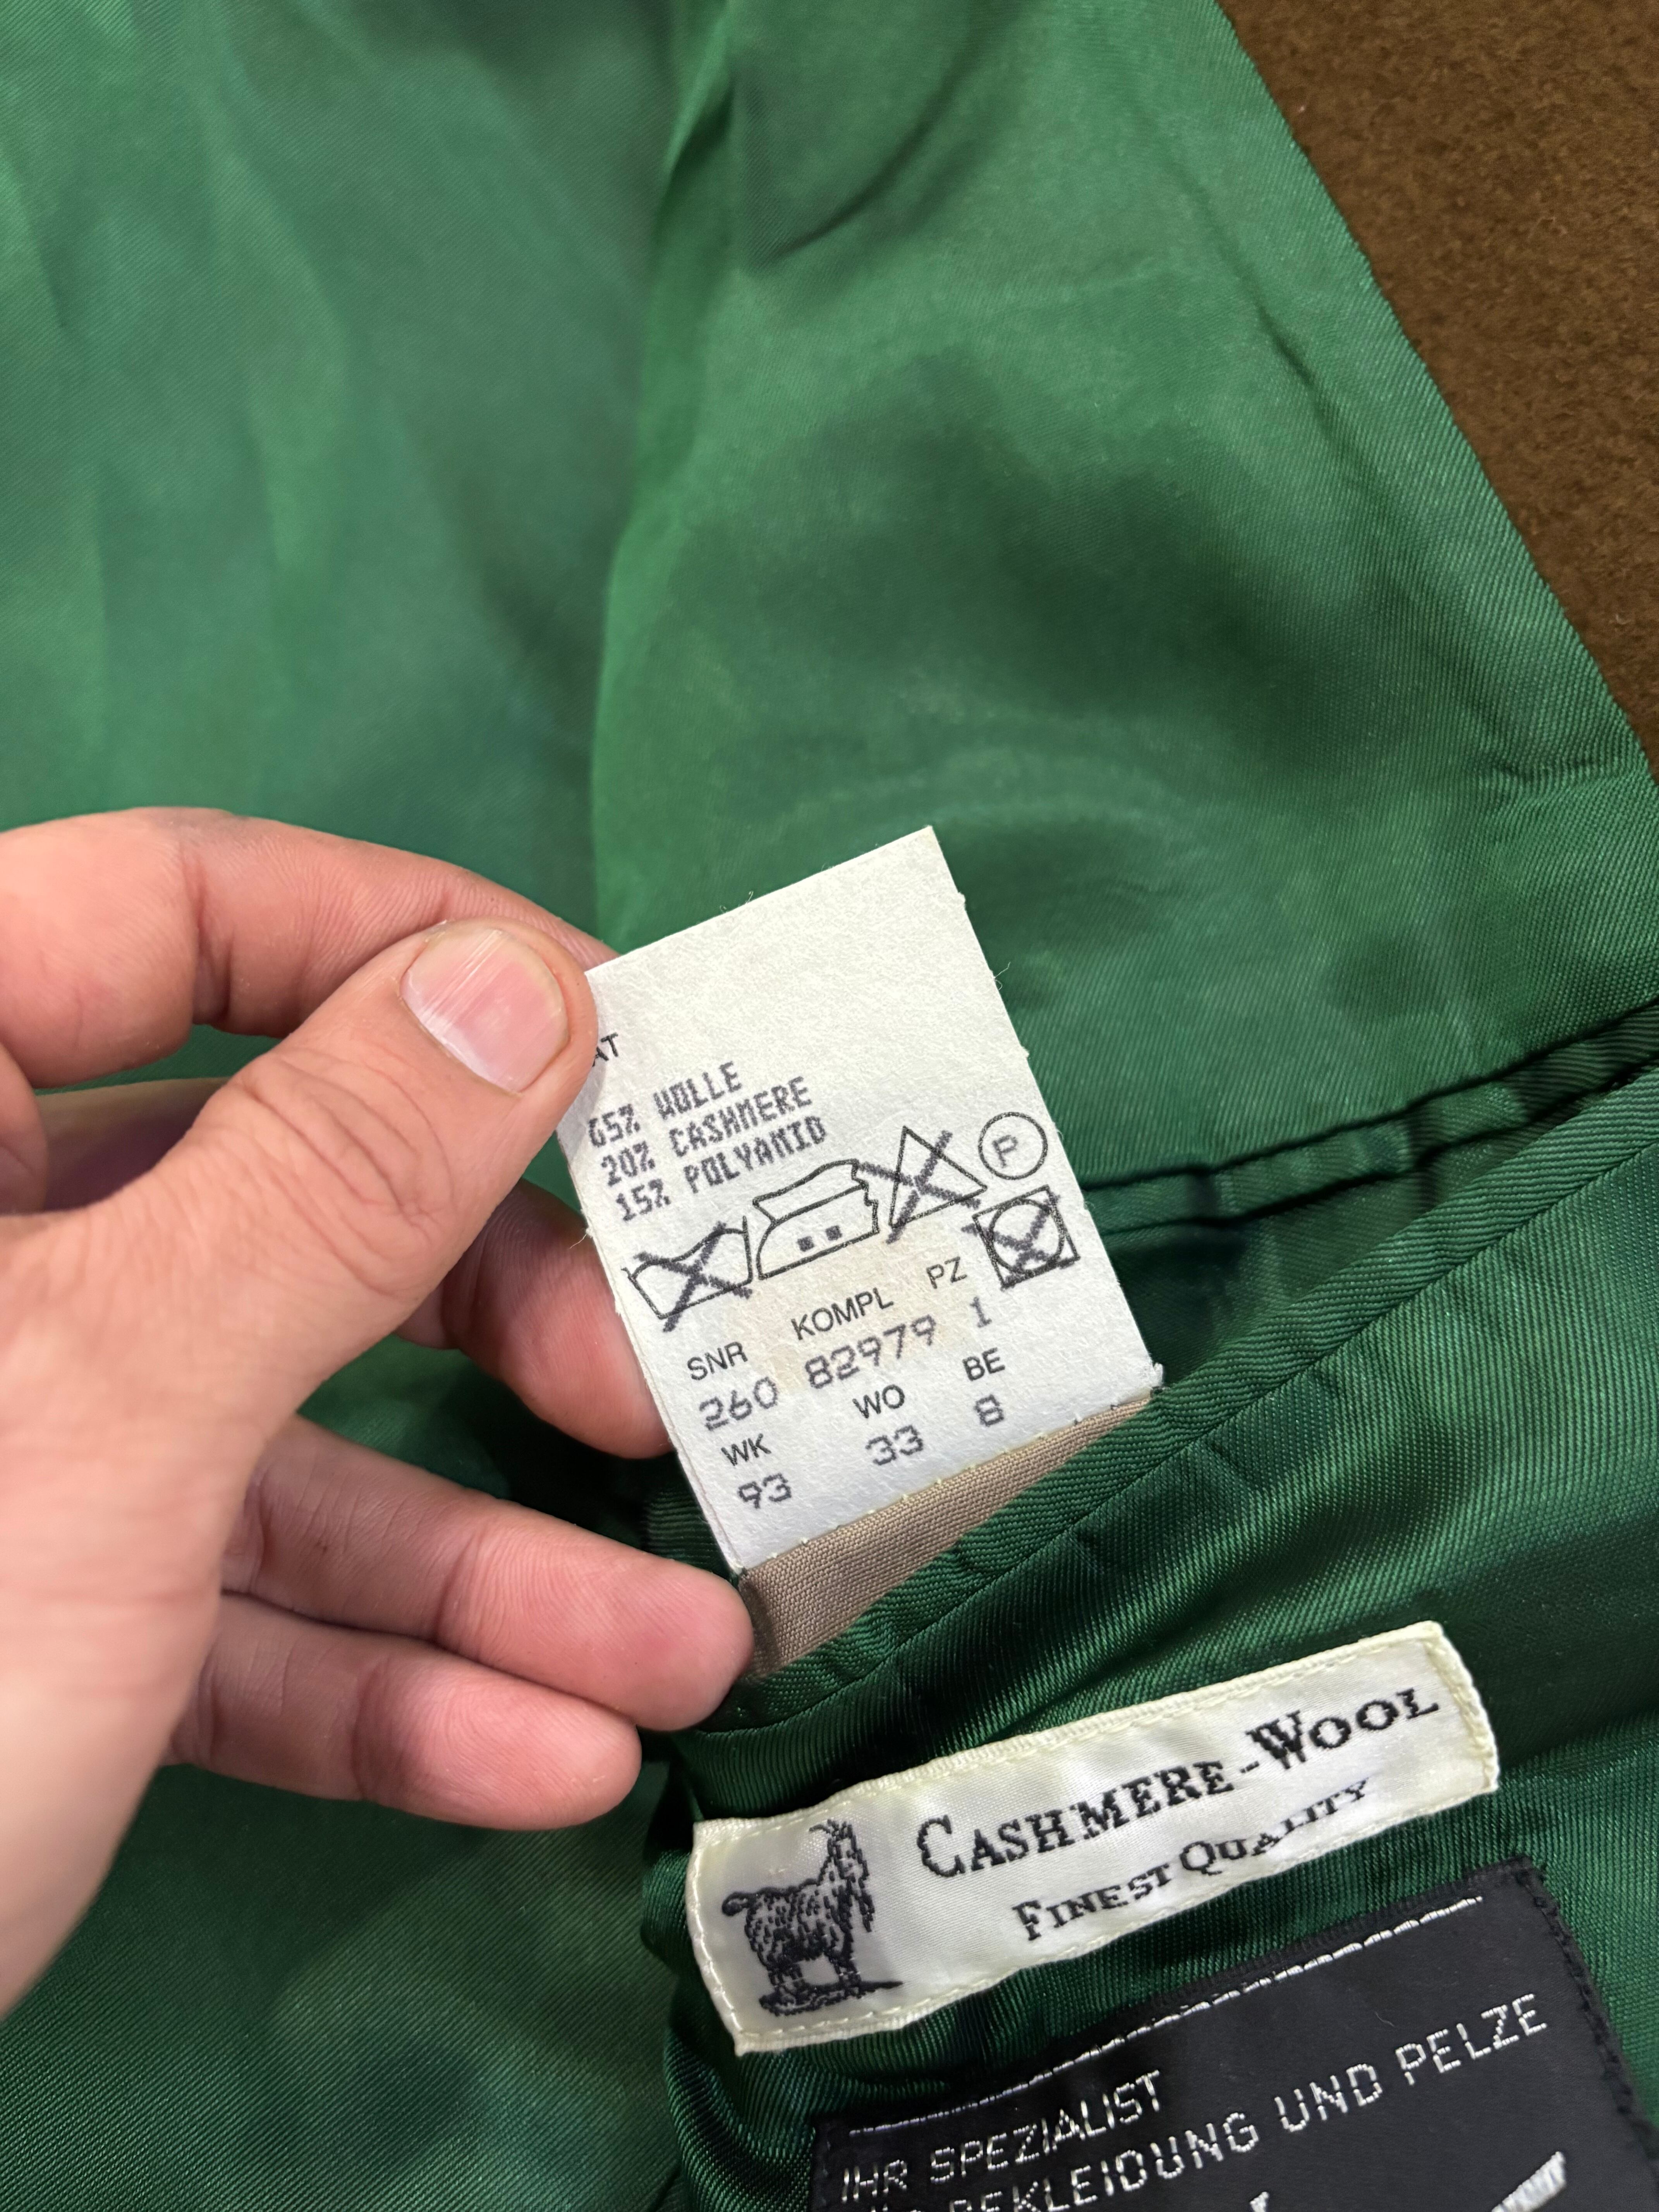 AT
65% WOLLE
20% CASHMERE
15% POLYAMID
P
SNR KOMPL PZ
260 82979 1
WK WO BE
93 33 8
CASHMERE-WOOL
FINEST QUALITY
IHR SPEZIALIST
BEKLEIDUNG UND PELZE